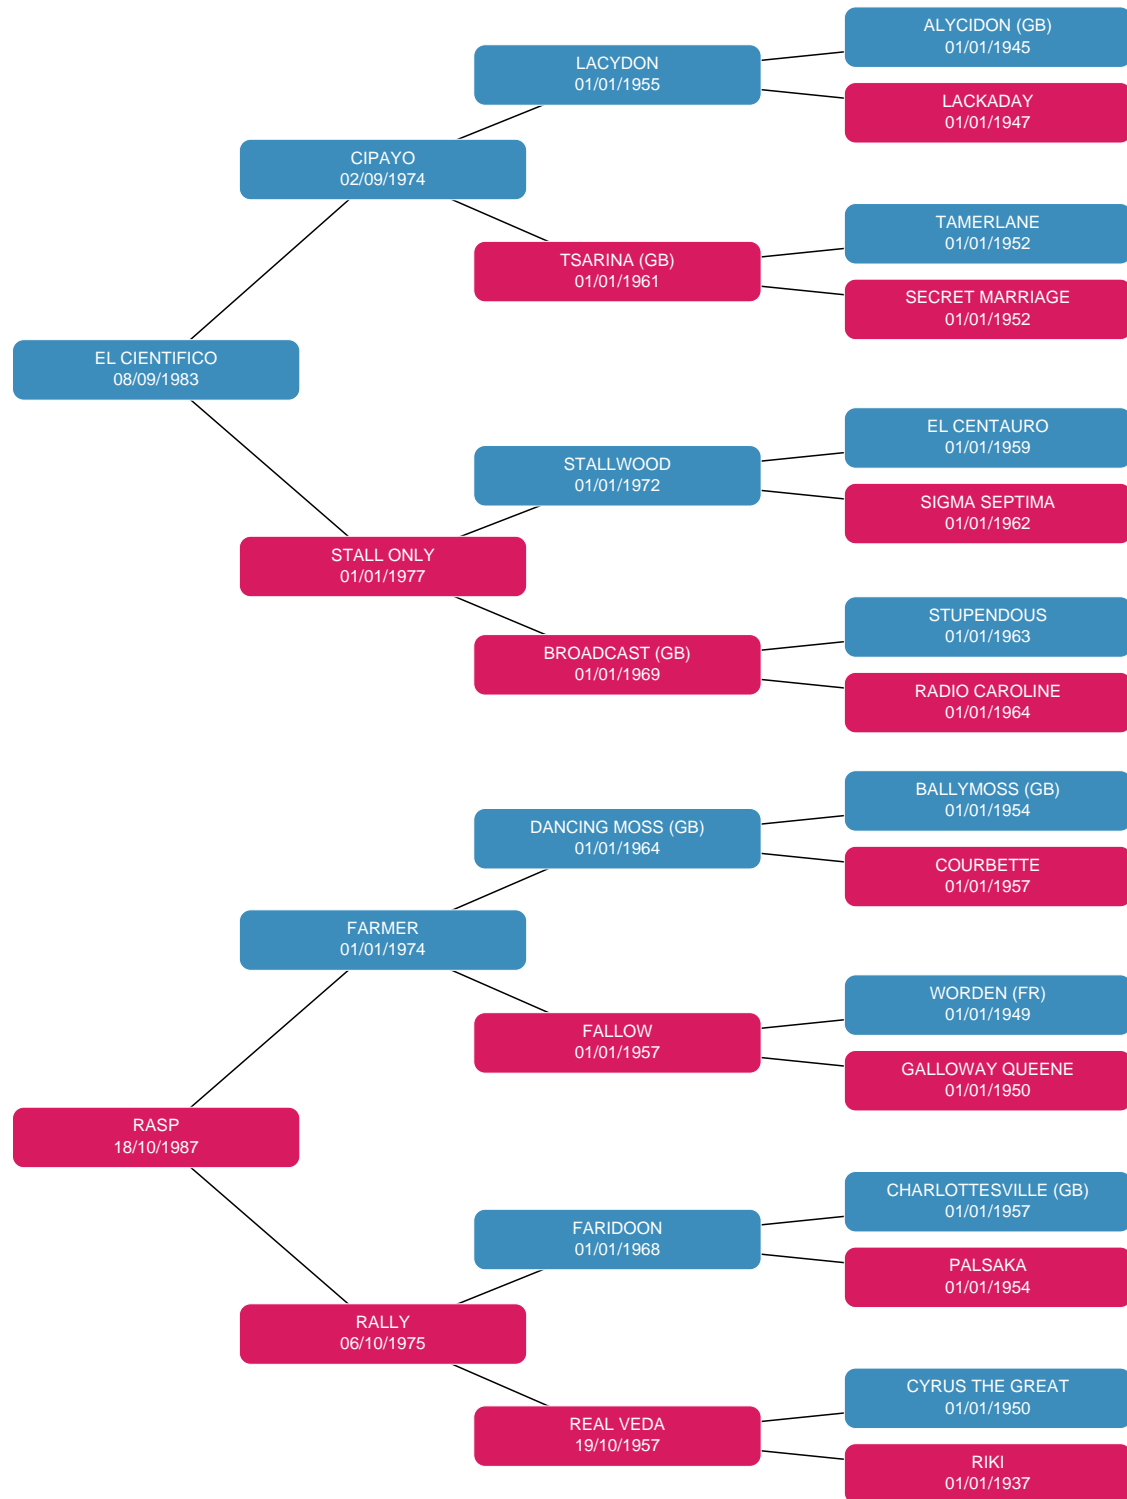 ALYCIDON (GB)
01/01/1945
LACYDON
01/01/1955
LACKADAY
01/01/1947
CIPAYO
02/09/1974
TAMERLANE
01/01/1952
TSARINA (GB)
01/01/1961
SECRET MARRIAGE
01/01/1952
EL CIENTIFICO
08/09/1983
EL CENTAURO
01/01/1959
STALLWOOD
01/01/1972
SIGMA SEPTIMA
01/01/1962
STALL ONLY
01/01/1977
STUPENDOUS
01/01/1963
BROADCAST (GB)
01/01/1969
RADIO CAROLINE
01/01/1964
BALLYMOSS (GB)
01/01/1954
DANCING MOSS (GB)
01/01/1964
COURBETTE
01/01/1957
FARMER
01/01/1974
WORDEN (FR)
01/01/1949
FALLOW
01/01/1957
GALLOWAY QUEENE
01/01/1950
RASP
18/10/1987
CHARLOTTESVILLE (GB)
01/01/1957
FARIDOON
01/01/1968
PALSAKA
01/01/1954
RALLY
06/10/1975
CYRUS THE GREAT
01/01/1950
REAL VEDA
19/10/1957
RIKI
01/01/1937